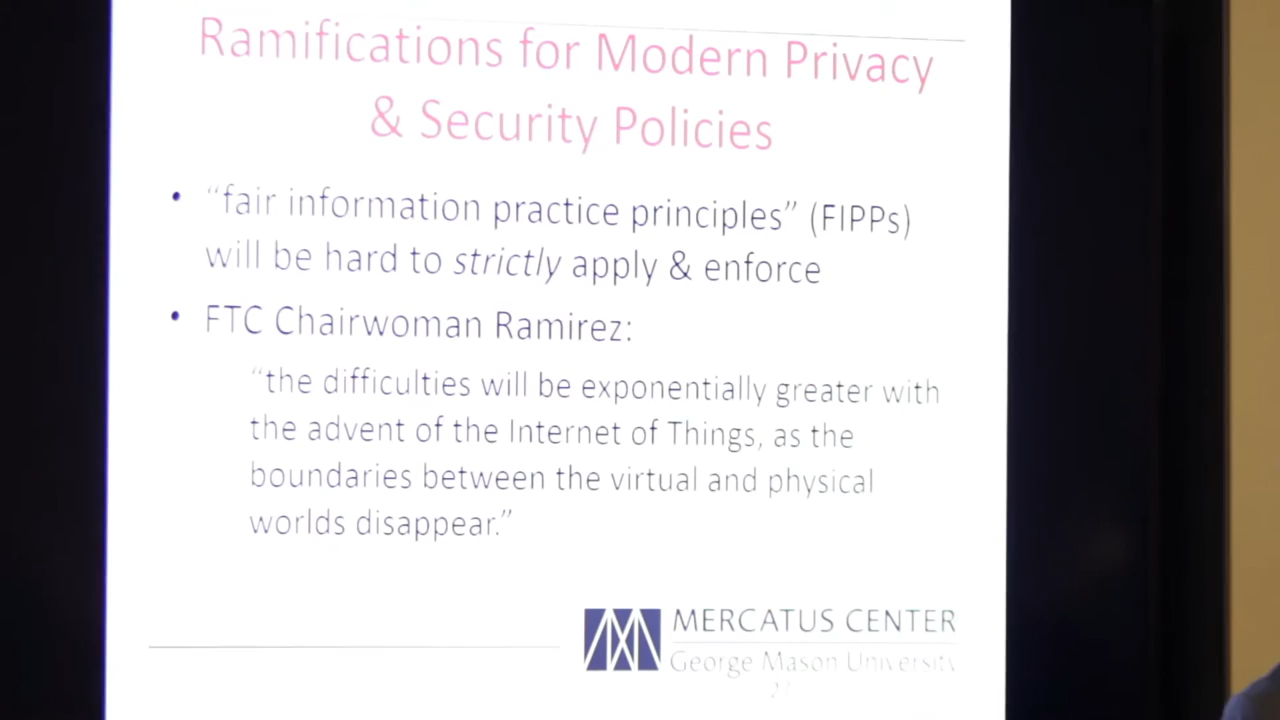 Ramifications for Modern Privacy
& Security Policies
• “fair information practice principles” (FIPPs)
will be hard to strictly apply & enforce
• FTC Chairwoman Ramirez:
“the difficulties will be exponentially greater with
the advent of the Internet of Things, as the
boundaries between the virtual and physical
worlds disappear.”
MERCATUS CENTER
George Mason University